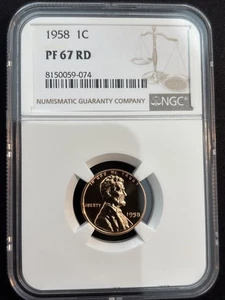 1958 1C
PF 67 RD
8150059-074
NUMISMATIC GUARANTY COMPANY
NGC
LIBERTY
1958